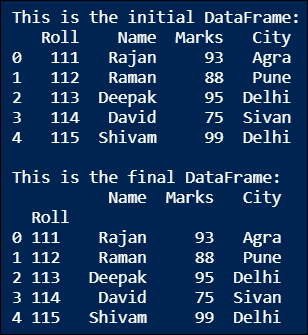 This is the initial DataFrame:
Roll Name Marks City
0 111 Rajan 93 Agra
1 112 Raman 88 Pune
2 113 Deepak 95 Delhi
3 114 David 75 Sivan
4 115 Shivam 99 Delhi
This is the final DataFrame:
Name Marks City
Roll
0 111 Rajan 93 Agra
1 112 Raman 88 Pune
2 113 Deepak 95 Delhi
3 114 David 75 Sivan
4 115 Shivam 99 Delhi